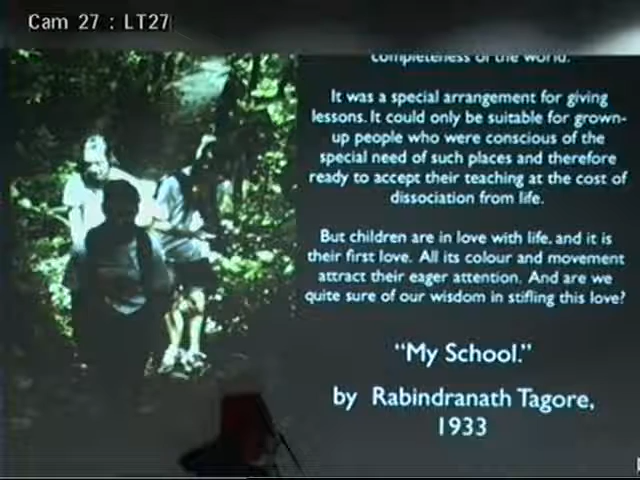 Cam 27 : LT27
completeness of the world.
It was a special arrangement for giving
lessons. It could only be suitable for grown-
up people who were conscious of the
special need of such places and therefore
ready to accept their teaching at the cost of
dissociation from life.
But children are in love with life, and it is
their first love. All its colour and movement
attract their eager attention. And are we
quite sure of our wisdom in stifling this love?
“My School.”
by Rabindranath Tagore,
1933